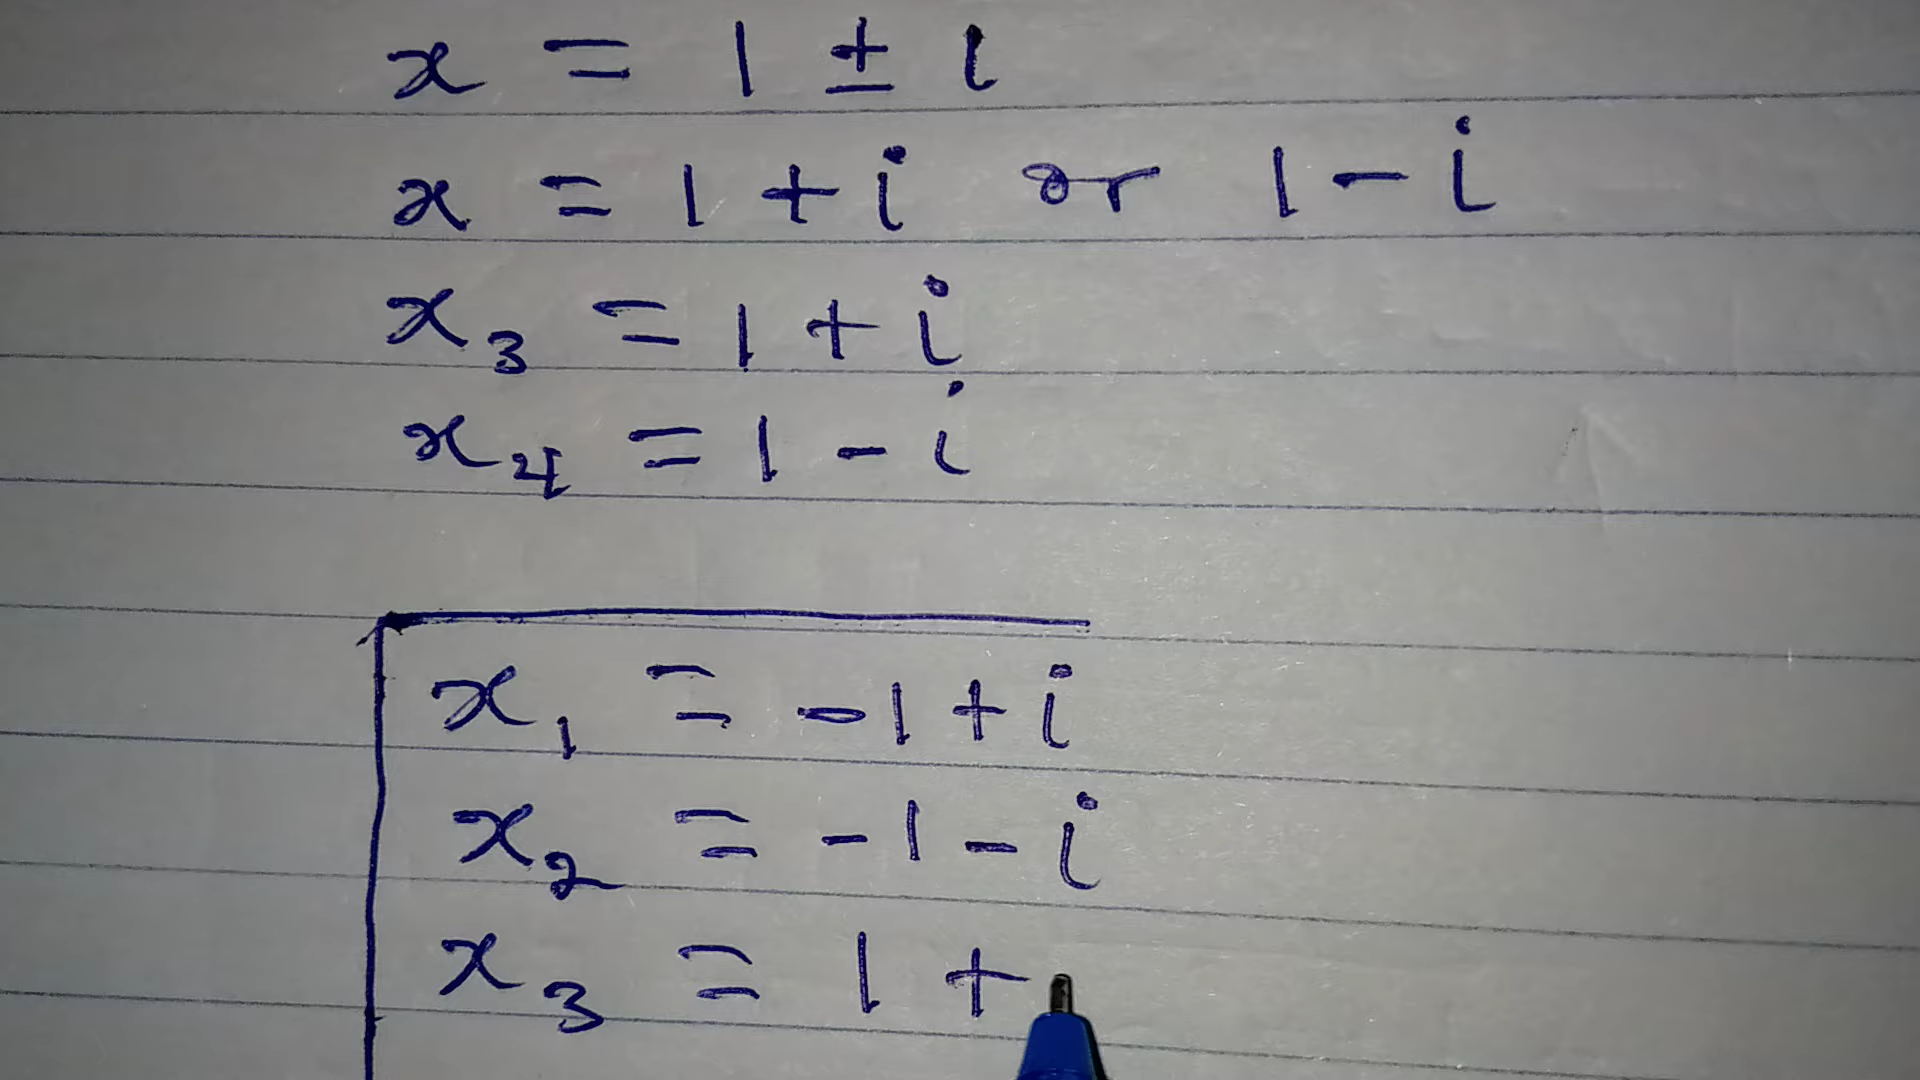 x = 1 ± i
x = 1 + i or 1 - i
x₃ = 1 + i
x₄ = 1 - i
x₁ = -1 + i
x₂ = -1 - i
x₃ = 1 +